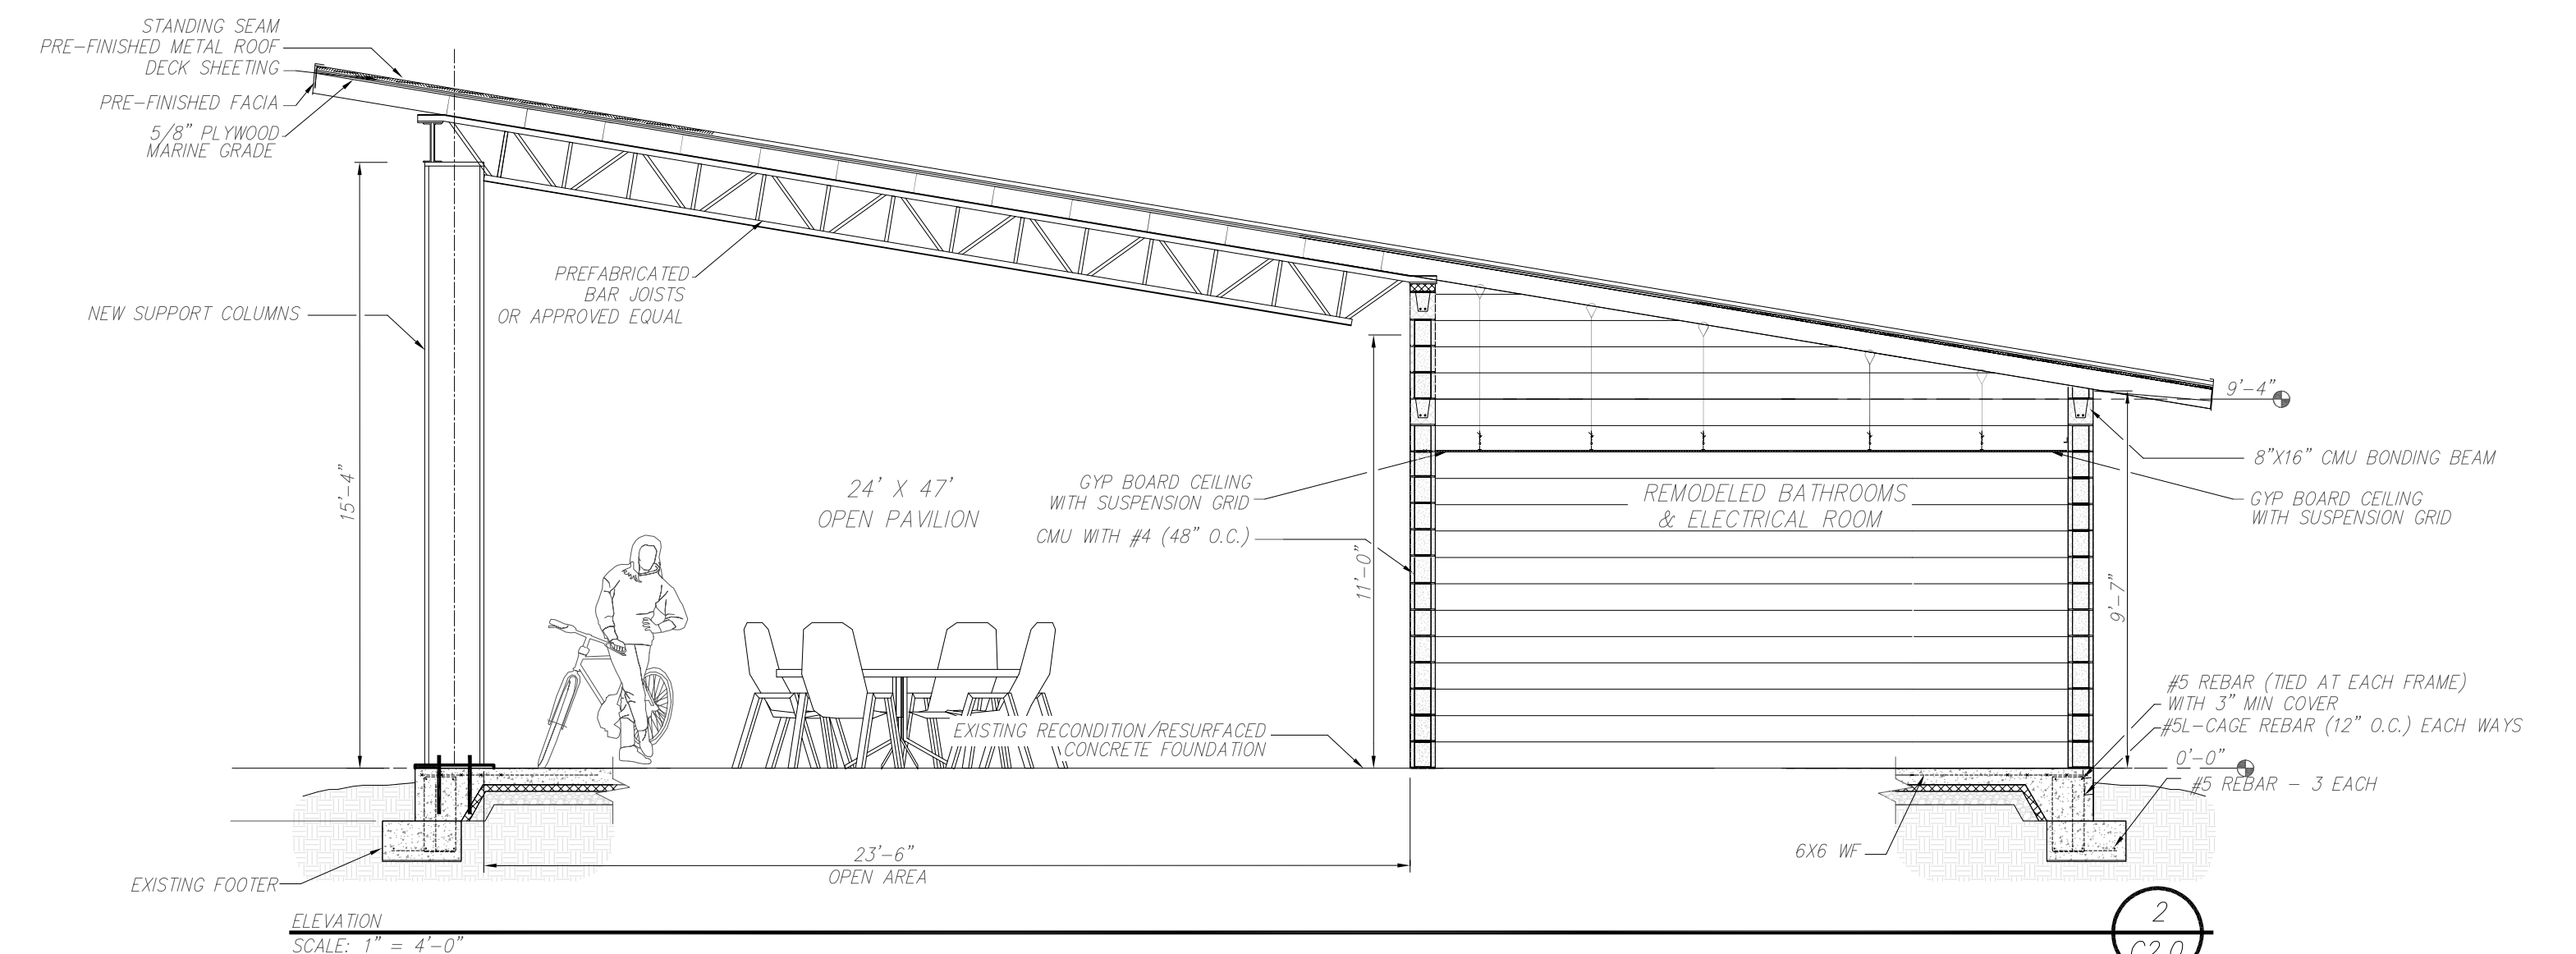 STANDING SEAM
PRE-FINISHED METAL ROOF
DECK SHEETING
PRE-FINISHED FACIA
5/8" PLYWOOD
MARINE GRADE
NEW SUPPORT COLUMNS
15'-4"
PREFABRICATED
BAR JOISTS
OR APPROVED EQUAL
24' X 47'
OPEN PAVILION
GYP BOARD CEILING
WITH SUSPENSION GRID
CMU WITH #4 (48" O.C.)
11'-0"
REMODELED BATHROOMS
& ELECTRICAL ROOM
9'-4"
8"X16" CMU BONDING BEAM
GYP BOARD CEILING
WITH SUSPENSION GRID
9'-7"
#5 REBAR (TIED AT EACH FRAME)
WITH 3" MIN COVER
#5L-CAGE REBAR (12" O.C.) EACH WAYS
0'-0"
#5 REBAR - 3 EACH
EXISTING RECONDITION/RESURFACED
CONCRETE FOUNDATION
6X6 WF
23'-6"
OPEN AREA
EXISTING FOOTER
ELEVATION
SCALE: 1" = 4'-0"
2
C2.0